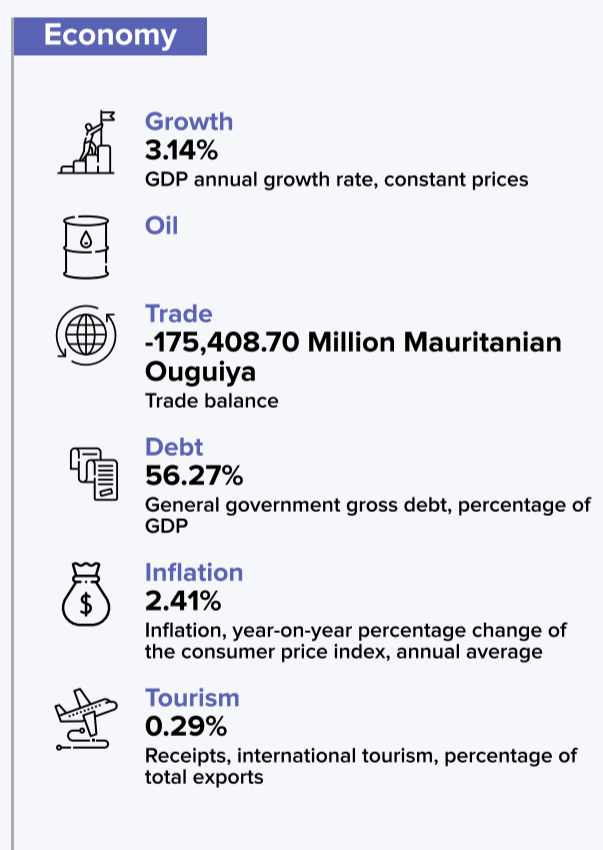 Economy
Growth
3.14%
GDP annual growth rate, constant prices
Oil
Trade
-175,408.70 Million Mauritanian
Ouguiya
Trade balance
Debt
56.27%
General government gross debt, percentage of
GDP
$
Inflation
2.41%
Inflation, year-on-year percentage change of
the consumer price index, annual average
Tourism
0.29%
Receipts, international tourism, percentage of
total exports